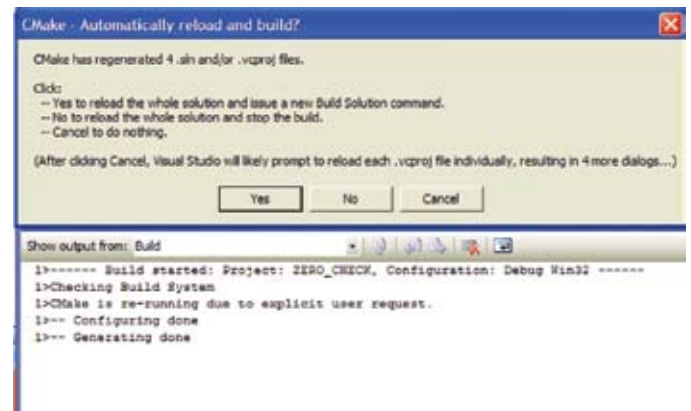 CMake - Automatically reload and build?
CMake has regenerated 4 .sln and/or .vcproj files.
Click:
-- Yes to reload the whole solution and issue a new Build Solution command.
-- No to reload the whole solution and stop the build.
-- Cancel to do nothing.
(After clicking Cancel, Visual Studio will likely prompt to reload each .vcproj file individually, resulting in 4 more dialogs...)
Yes No Cancel
Show output from: Build
1>------ Build started: Project: ZERO_CHECK, Configuration: Debug Win32 ------
1>Checking Build System
1>CMake is re-running due to explicit user request.
1>-- Configuring done
1>-- Generating done